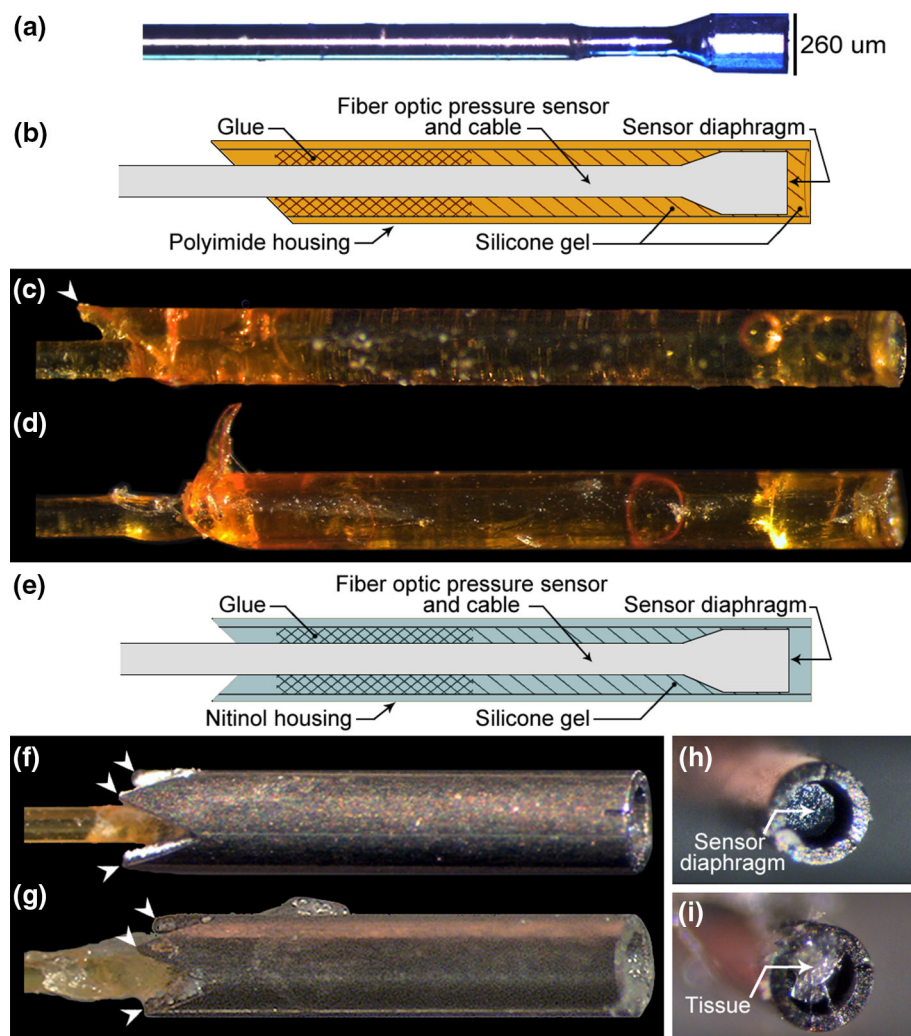 (a)
260 um
(b)
Fiber optic pressure sensor
and cable
Glue
Sensor diaphragm
Polyimide housing
Silicone gel
(c)
(d)
(e)
Fiber optic pressure sensor
and cable
Glue
Sensor diaphragm
Nitinol housing
Silicone gel
(f)
(h)
Sensor
diaphragm
(g)
(i)
Tissue